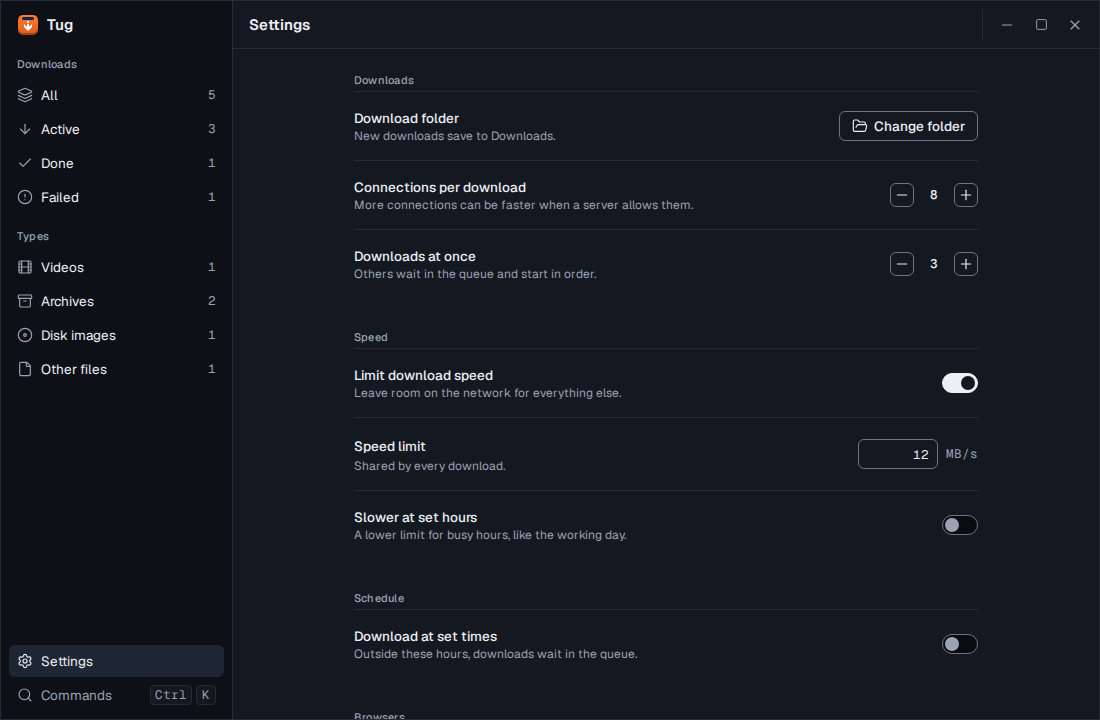 Tug
Downloads
All 5
Active 3
Done 1
Failed 1
Types
Videos 1
Archives 2
Disk images 1
Other files 1
Settings
Commands Ctrl K
Settings
Downloads
Download folder
New downloads save to Downloads.
Change folder
Connections per download
More connections can be faster when a server allows them.
8
Downloads at once
Others wait in the queue and start in order.
3
Speed
Limit download speed
Leave room on the network for everything else.
Speed limit
Shared by every download.
12 MB/s
Slower at set hours
A lower limit for busy hours, like the working day.
Schedule
Download at set times
Outside these hours, downloads wait in the queue.
Browsers